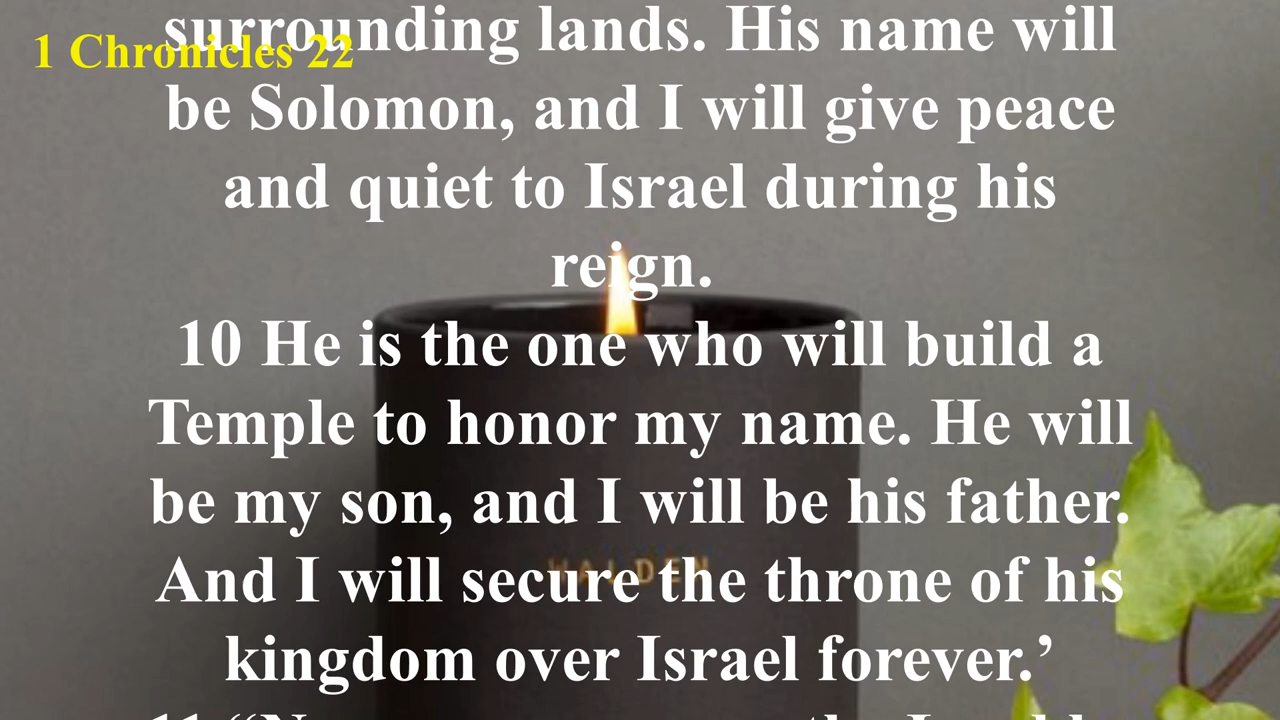 1 Chronicles 22
surrounding lands. His name will
be Solomon, and I will give peace
and quiet to Israel during his
reign.
10 He is the one who will build a
Temple to honor my name. He will
be my son, and I will be his father.
And I will secure the throne of his
kingdom over Israel forever.’